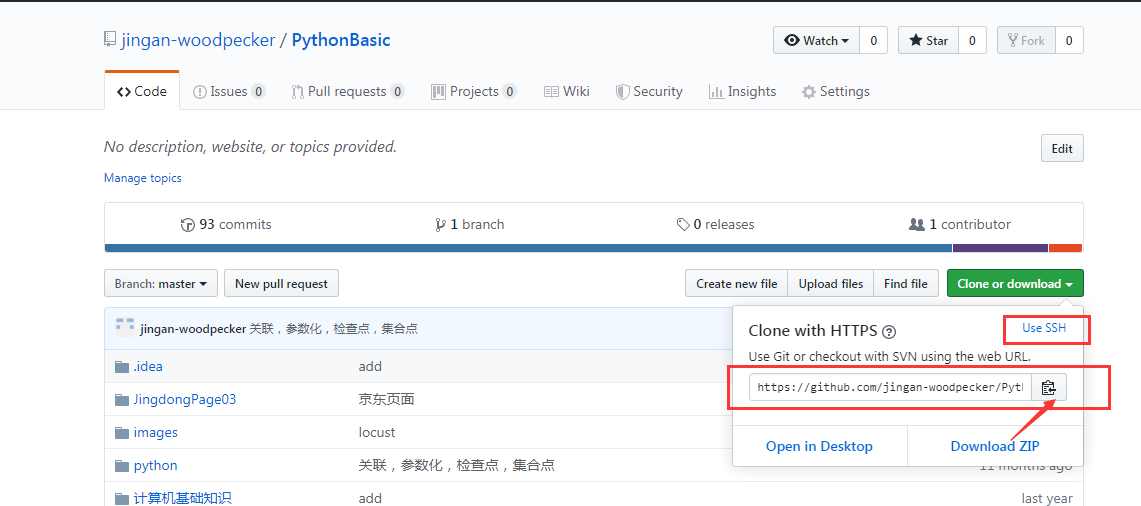 jingan-woodpecker / PythonBasic
Watch 0 Star 0 Fork 0
Code Issues 0 Pull requests 0 Projects 0 Wiki Security Insights Settings
No description, website, or topics provided. Edit
Manage topics
93 commits 1 branch 0 releases 1 contributor
Branch: master New pull request Create new file Upload files Find file Clone or download
jingan-woodpecker 关联，参数化，检查点，集合点
Clone with HTTPS Use SSH
Use Git or checkout with SVN using the web URL.
.idea add
https://github.com/jingan-woodpecker/Pyt
JingdongPage03 京东页面
images locust
Open in Desktop Download ZIP
python 关联，参数化，检查点，集合点 11 months ago
计算机基础知识 add last year